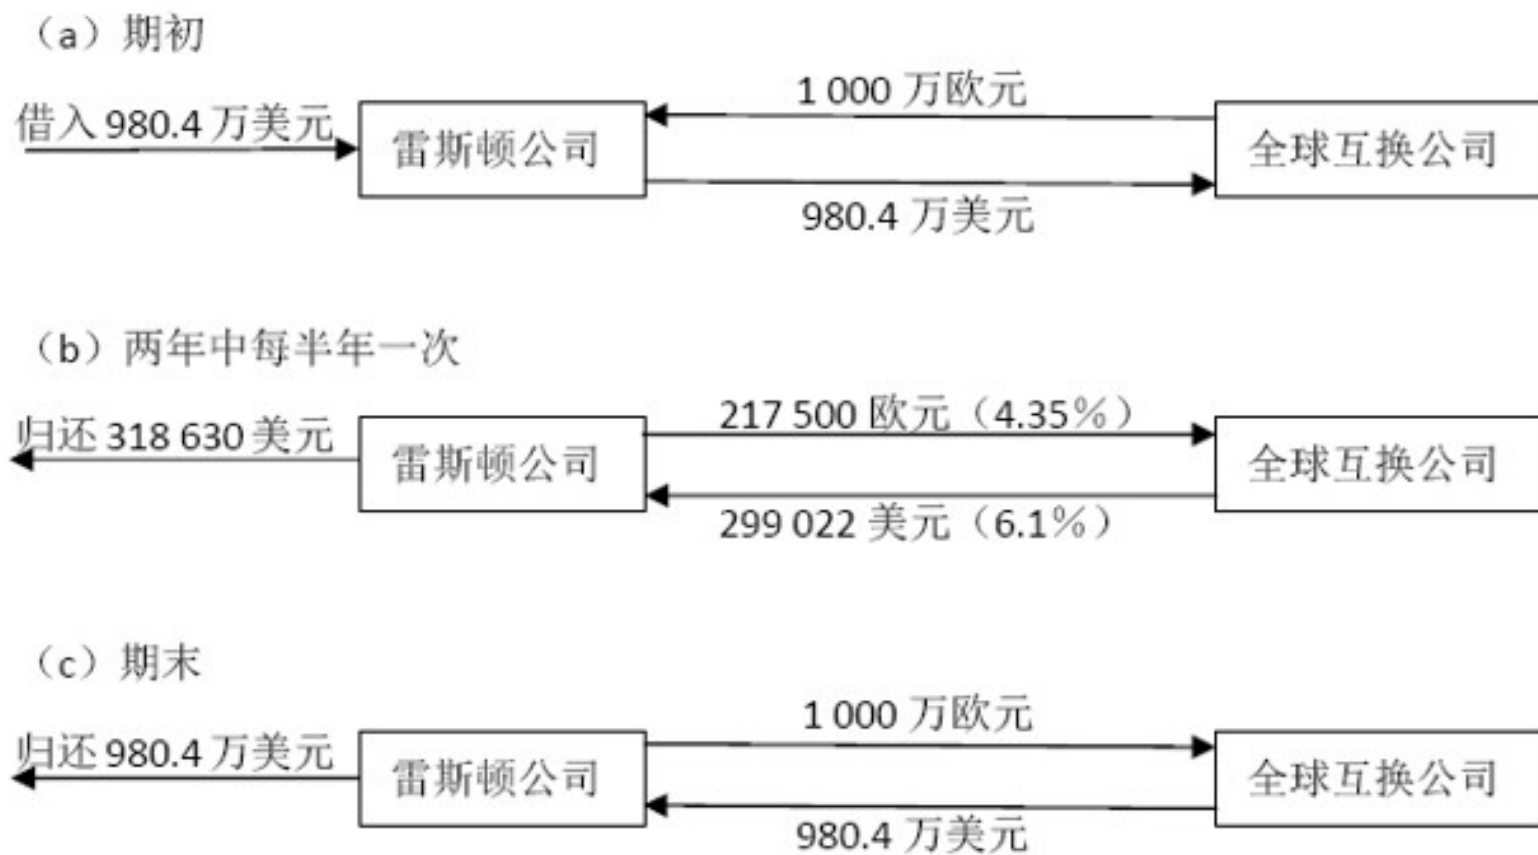 （a）期初
1 000 万欧元
借入 980.4 万美元
雷斯顿公司
全球互换公司
980.4 万美元
（b）两年中每半年一次
217 500 欧元（4.35％）
归还 318 630 美元
雷斯顿公司
全球互换公司
299 022 美元（6.1％）
（c）期末
1 000 万欧元
归还 980.4 万美元
雷斯顿公司
全球互换公司
980.4 万美元